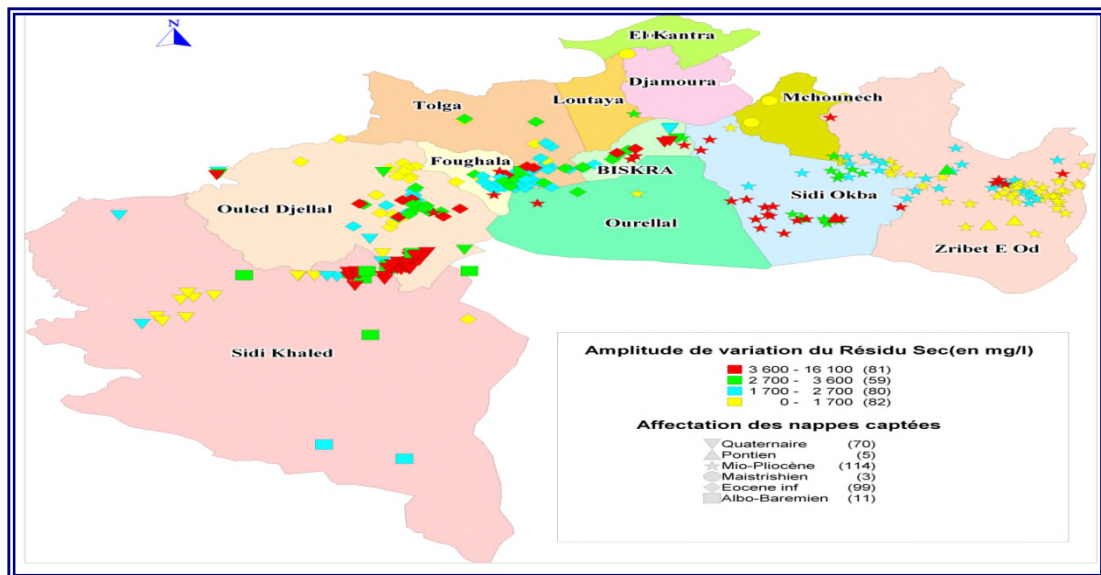 N
El Kantra
Djamoura
Mchounech
Tolga
Loutaya
Foughala
BISKRA
Ouled Djellal
Sidi Okba
Ourellal
Zribet E Od
Sidi Khaled
Amplitude de variation du Résidu Sec(en mg/l)
3 600 - 16 100 (81)
2 700 - 3 600 (59)
1 700 - 2 700 (80)
0 - 1 700 (82)
Affectation des nappes captées
Quaternaire (70)
Pontien (5)
Mio-Pliocène (114)
Maistrishien (3)
Eocene inf (99)
Albo-Baremien (11)